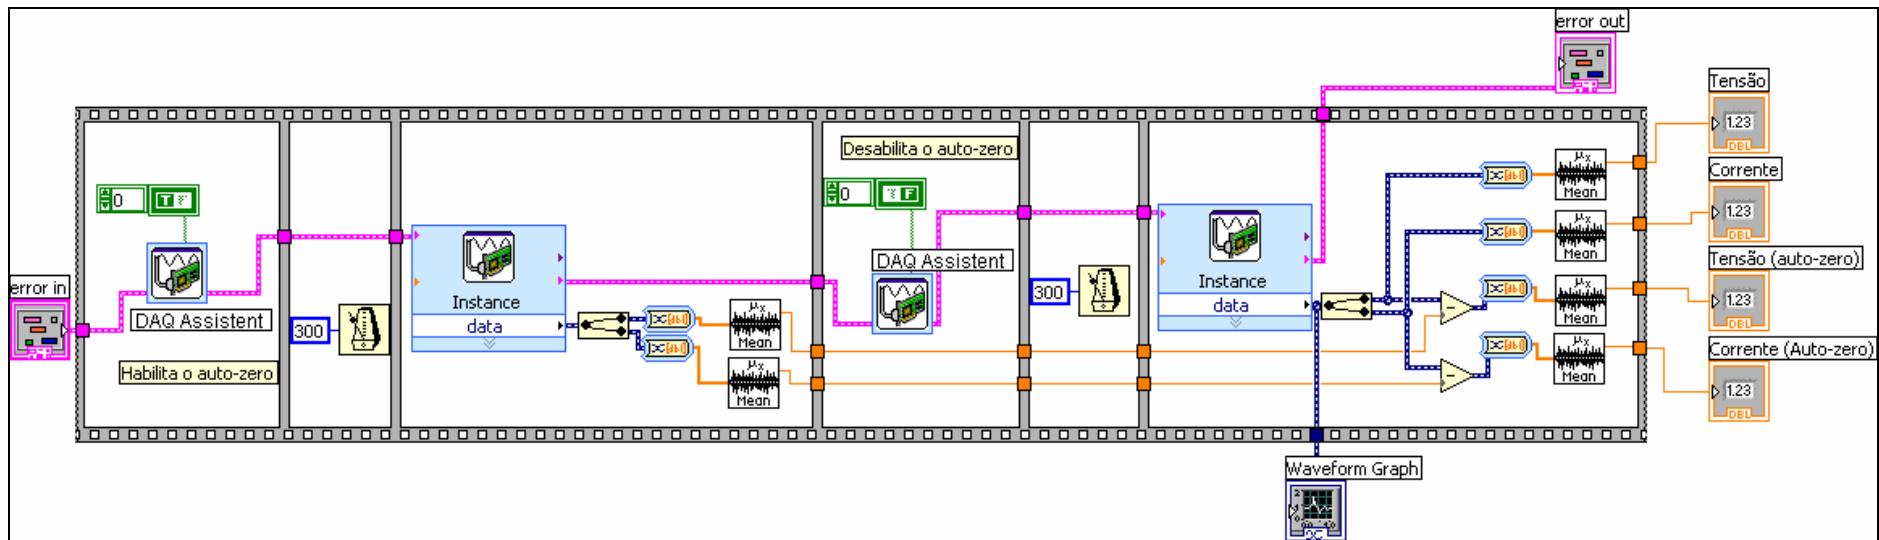 error out
Tensão
1.23
DBL
Corrente
1.23
DBL
Tensão (auto-zero)
1.23
DBL
Corrente (Auto-zero)
1.23
DBL
error in
0
T
DAQ Assistent
Habilita o auto-zero
300
Instance
data
Mean
Mean
Desabilita o auto-zero
0
F
DAQ Assistent
300
Instance
data
Mean
Mean
Mean
Mean
Waveform Graph